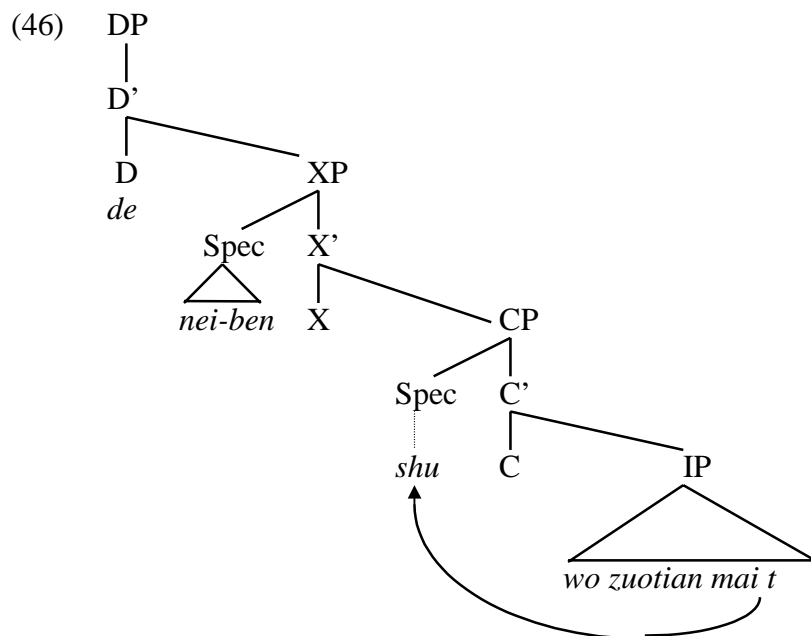 (46) DP
D’
D XP
de
Spec X’
nei-ben X CP
Spec C’
shu C IP
wo zuotian mai t